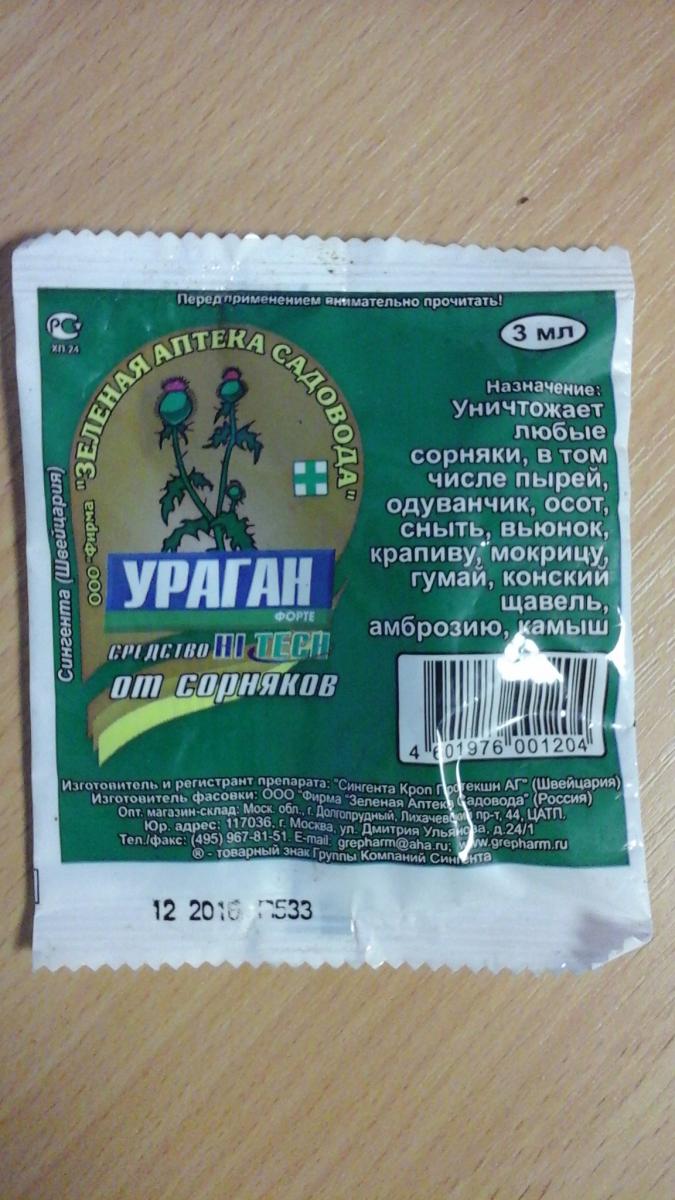 Перед применением внимательно прочитать!
РС
ХП 24
3 мл
ООО Фирма "ЗЕЛЕНАЯ АПТЕКА САДОВОДА"
Сингента (Швейцария)
УРАГАН
ФОРТЕ
СРЕДСТВО HI TECH
от сорняков
Назначение:
Уничтожает
любые
сорняки, в том
числе пырей,
одуванчик, осот,
сныть, вьюнок,
крапиву, мокрицу,
гумай, конский
щавель,
амброзию, камыш
4 601976 001204
Изготовитель и регистрант препарата: "Сингента Кроп Протекшн АГ" (Швейцария)
Изготовитель фасовки: ООО "Фирма "Зеленая Аптека Садовода" (Россия)
Опт. магазин-склад: Моск. обл., г. Долгопрудный, Лихачевский пр-т, 44, ЦАТП.
Юр. адрес: 117036, г. Москва, ул. Дмитрия Ульянова, д.24/1
Тел./факс: (495) 967-81-51. E-mail: grepharm@aha.ru; www.grepharm.ru
® - товарный знак Группы Компаний Сингента
12 2016 П533